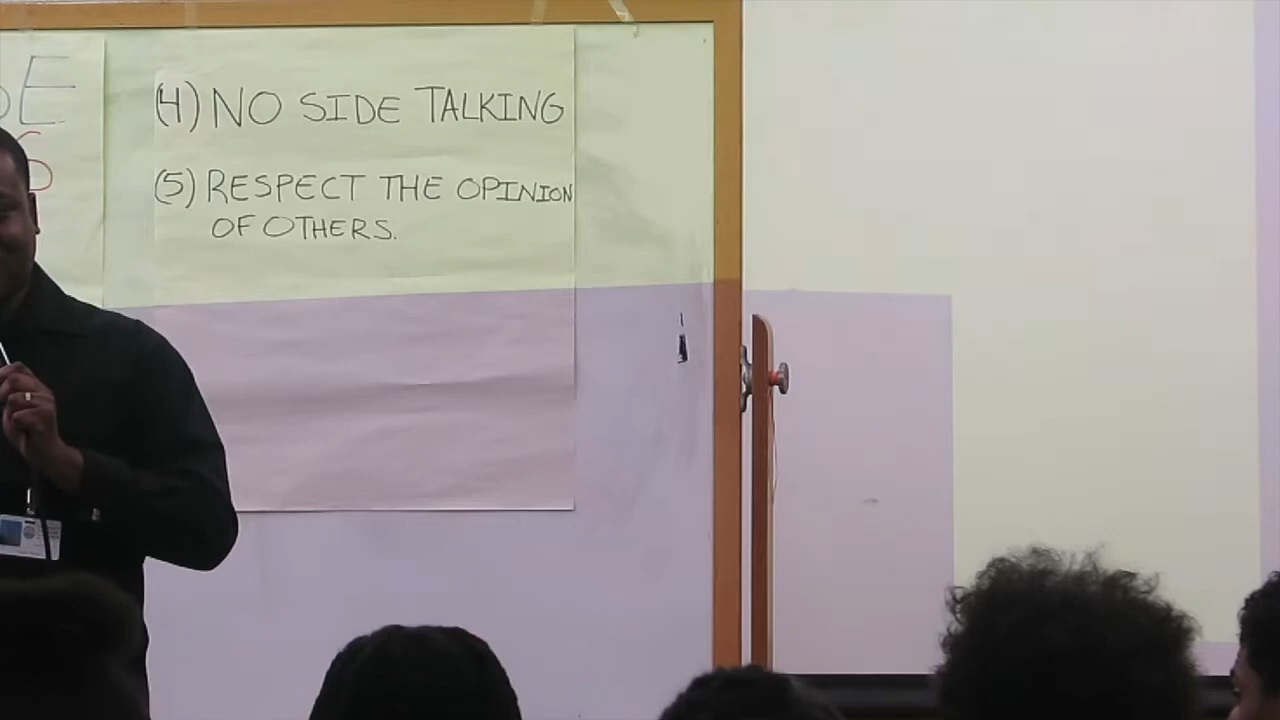 (4) NO SIDE TALKING
(5) RESPECT THE OPINION
OF OTHERS.